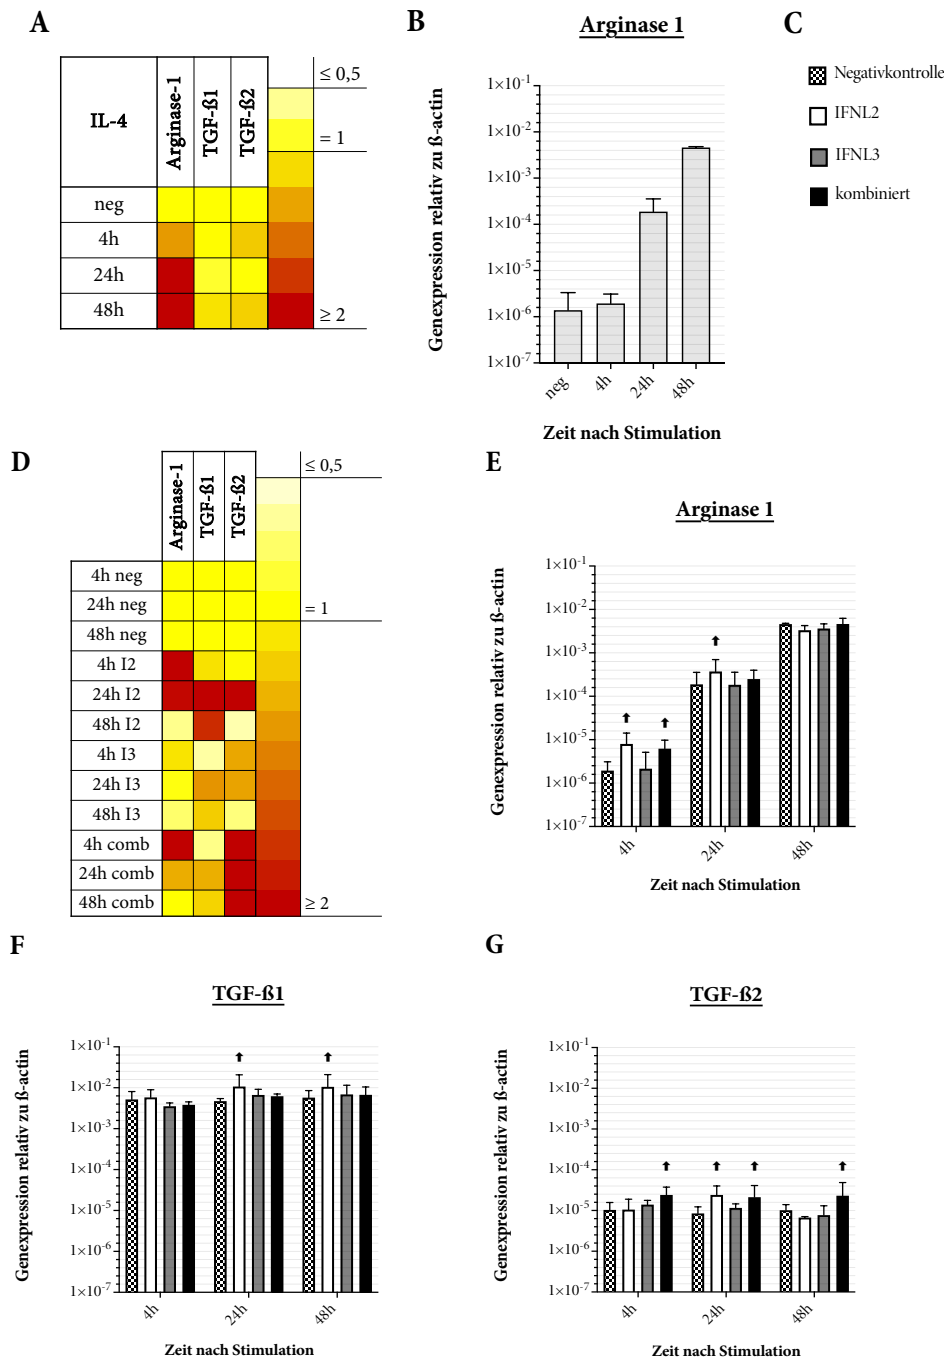 A
IL-4
Arginase-1
TGF-ß1
TGF-ß2
≤ 0,5
= 1
≥ 2
neg
4h
24h
48h
B
Arginase 1
Genexpression relativ zu ß-actin
1×10⁻¹
1×10⁻²
1×10⁻³
1×10⁻⁴
1×10⁻⁵
1×10⁻⁶
1×10⁻⁷
neg
4h
24h
48h
Zeit nach Stimulation
C
Negativkontrolle
IFNL2
IFNL3
kombiniert
D
Arginase-1
TGF-ß1
TGF-ß2
≤ 0,5
= 1
≥ 2
4h neg
24h neg
48h neg
4h I2
24h I2
48h I2
4h I3
24h I3
48h I3
4h comb
24h comb
48h comb
E
Arginase 1
Genexpression relativ zu ß-actin
1×10⁻¹
1×10⁻²
1×10⁻³
1×10⁻⁴
1×10⁻⁵
1×10⁻⁶
1×10⁻⁷
4h
24h
48h
Zeit nach Stimulation
F
TGF-ß1
Genexpression relativ zu ß-actin
1×10⁻¹
1×10⁻²
1×10⁻³
1×10⁻⁴
1×10⁻⁵
1×10⁻⁶
1×10⁻⁷
4h
24h
48h
Zeit nach Stimulation
G
TGF-ß2
Genexpression relativ zu ß-actin
1×10⁻¹
1×10⁻²
1×10⁻³
1×10⁻⁴
1×10⁻⁵
1×10⁻⁶
1×10⁻⁷
4h
24h
48h
Zeit nach Stimulation